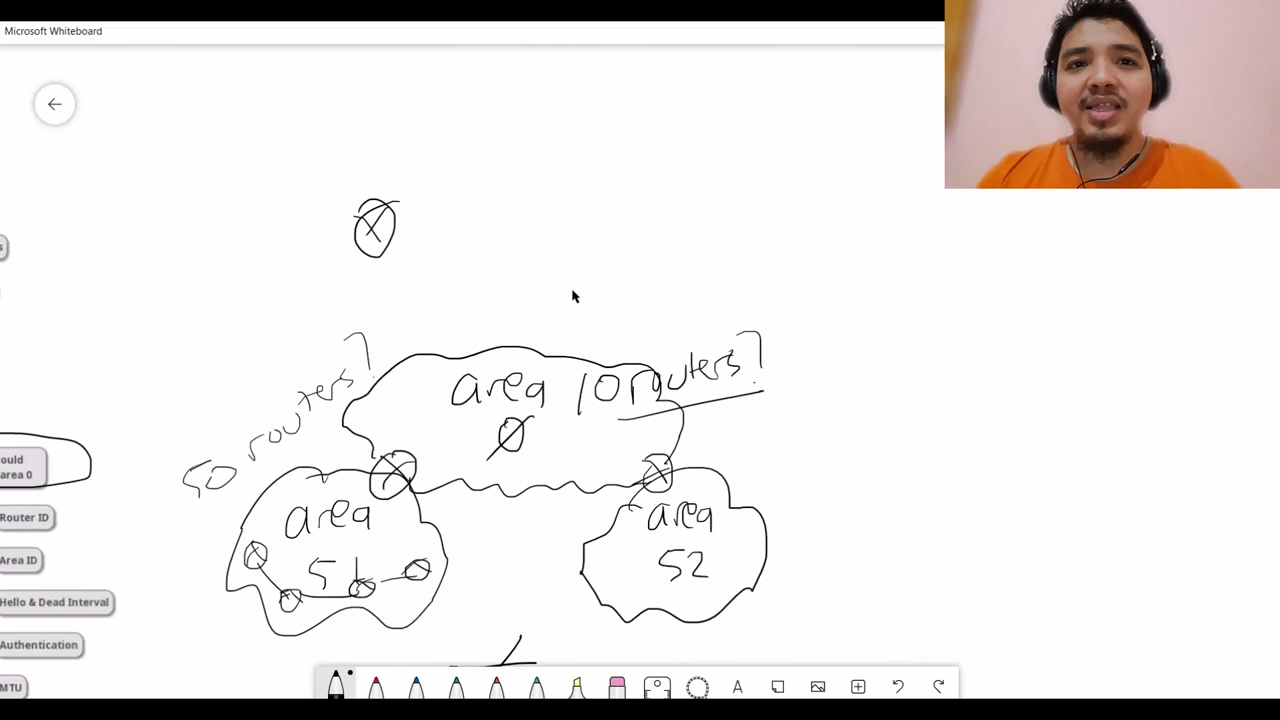 Microsoft Whiteboard
50 routers?
area 10 routers?
0
ould
area 0
area
51
area
52
Router ID
Area ID
Hello & Dead Interval
Authentication
MTU
A